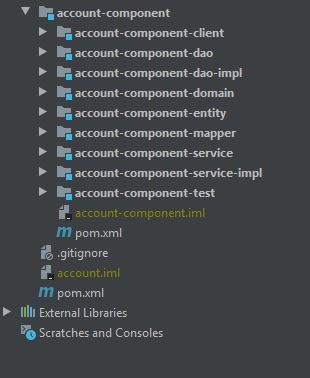 account-component
account-component-client
account-component-dao
account-component-dao-impl
account-component-domain
account-component-entity
account-component-mapper
account-component-service
account-component-service-impl
account-component-test
account-component.iml
m pom.xml
.gitignore
account.iml
m pom.xml
External Libraries
Scratches and Consoles